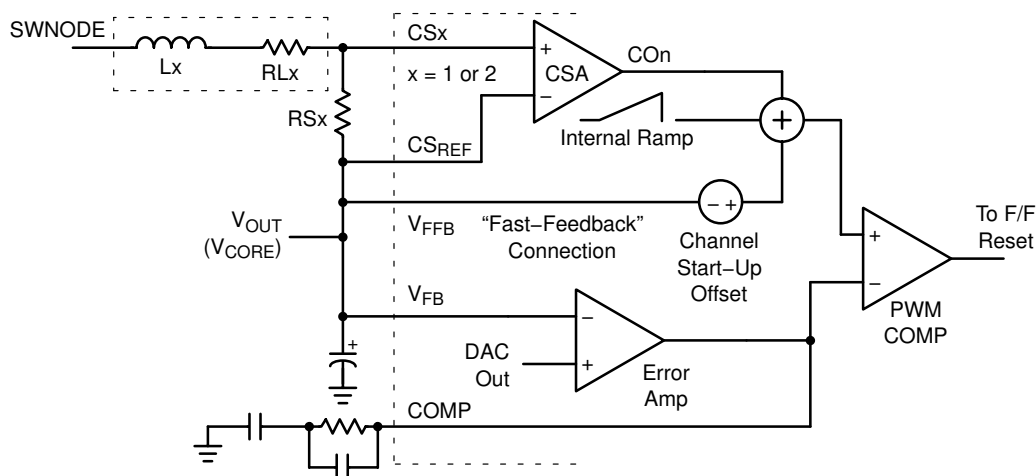 SWNODE
Lx
RLx
CSx
x = 1 or 2
+
CSA
−
COn
RSx
Internal Ramp
+
CSREF
VOUT
(VCORE)
VFFB
“Fast−Feedback”
Connection
− +
Channel
Start−Up
Offset
+
−
PWM
COMP
To F/F
Reset
VFB
−
+
DAC
Out
Error
Amp
+
COMP